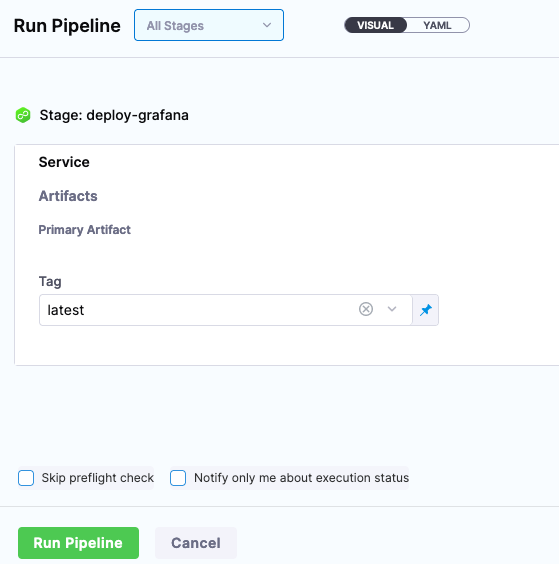 Run Pipeline All Stages VISUAL YAML
Stage: deploy-grafana
Service
Artifacts
Primary Artifact
Tag
latest
Skip preflight check Notify only me about execution status
Run Pipeline Cancel